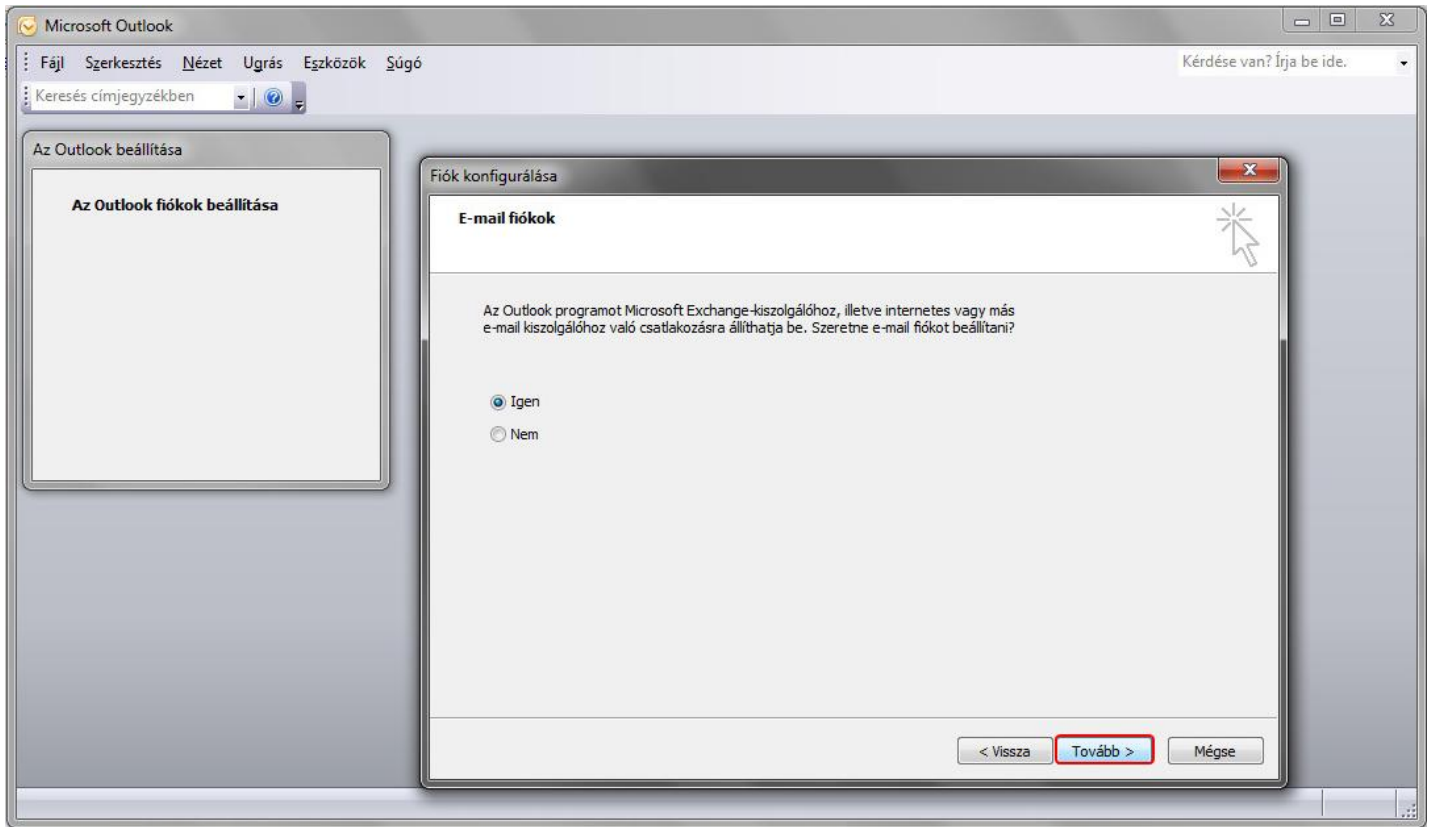 Microsoft Outlook
Fájl Szerkesztés Nézet Ugrás Eszközök Súgó
Kérdése van? Írja be ide.
Keresés címjegyzékben
Az Outlook beállítása
Az Outlook fiókok beállítása
Fiók konfigurálása
E-mail fiókok
Az Outlook programot Microsoft Exchange-kiszolgálóhoz, illetve internetes vagy más
e-mail kiszolgálóhoz való csatlakozásra állíthatja be. Szeretne e-mail fiókot beállítani?
Igen
Nem
< Vissza Tovább > Mégse